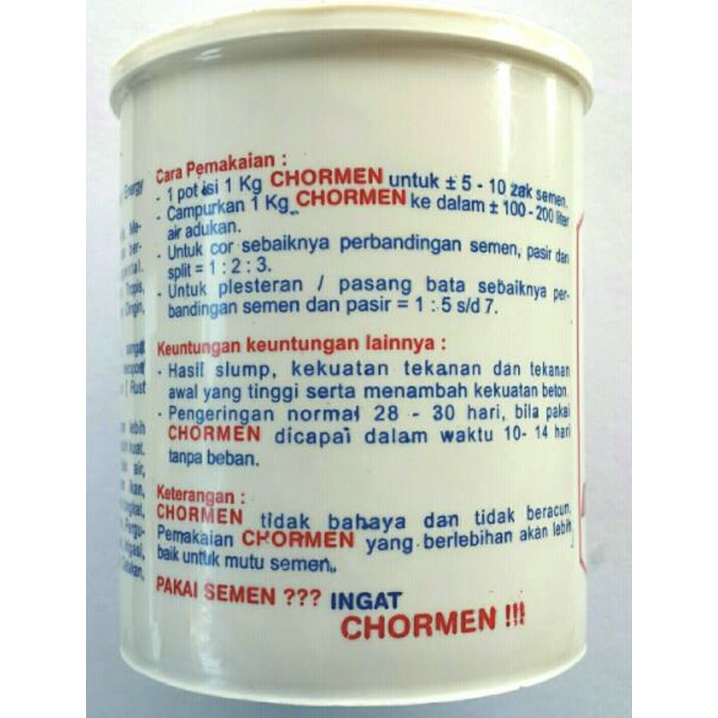 Energy
Cara Pemakaian :
- 1 pot isi 1 Kg CHORMEN untuk ± 5 - 10 zak semen.
- Campurkan 1 Kg CHORMEN ke dalam ± 100 - 200 liter
air adukan.
- Untuk cor sebaiknya perbandingan semen, pasir dan
split = 1 : 2 : 3.
- Untuk plesteran / pasang bata sebaiknya per-
bandingan semen dan pasir = 1 : 5 s/d 7.
Keuntungan keuntungan lainnya :
- Hasil slump, kekuatan tekanan dan tekanan
awal yang tinggi serta menambah kekuatan beton.
- Pengeringan normal 28 - 30 hari, bila pakai
CHORMEN dicapai dalam waktu 10- 14 hari
tanpa beban.
Keterangan :
CHORMEN tidak bahaya dan tidak beracun.
Pemakaian CHORMEN yang berlebihan akan lebih
baik untuk mutu semen.
PAKAI SEMEN ??? INGAT
CHORMEN !!!